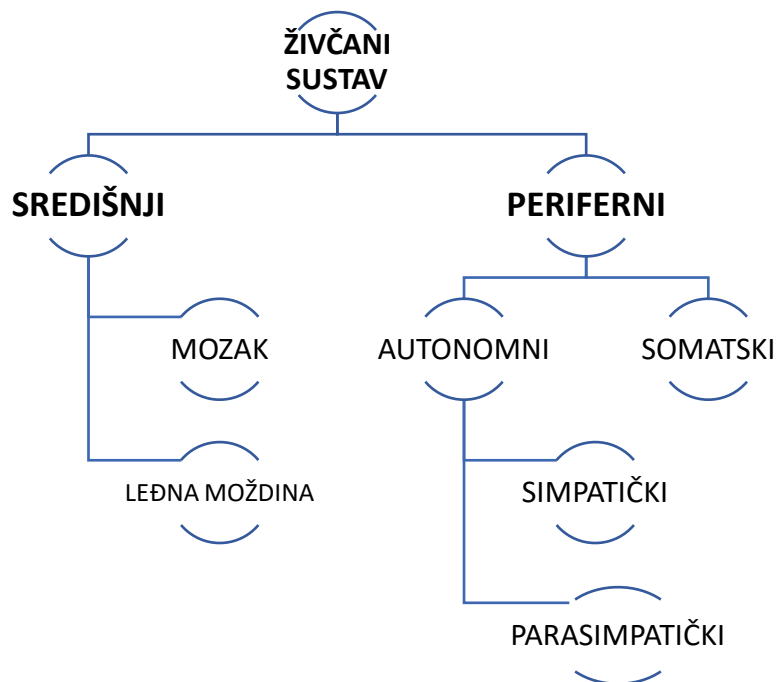 ŽIVČANI
SUSTAV
SREDIŠNJI
PERIFERNI
MOZAK
AUTONOMNI
SOMATSKI
LEĐNA MOŽDINA
SIMPATIČKI
PARASIMPATIČKI